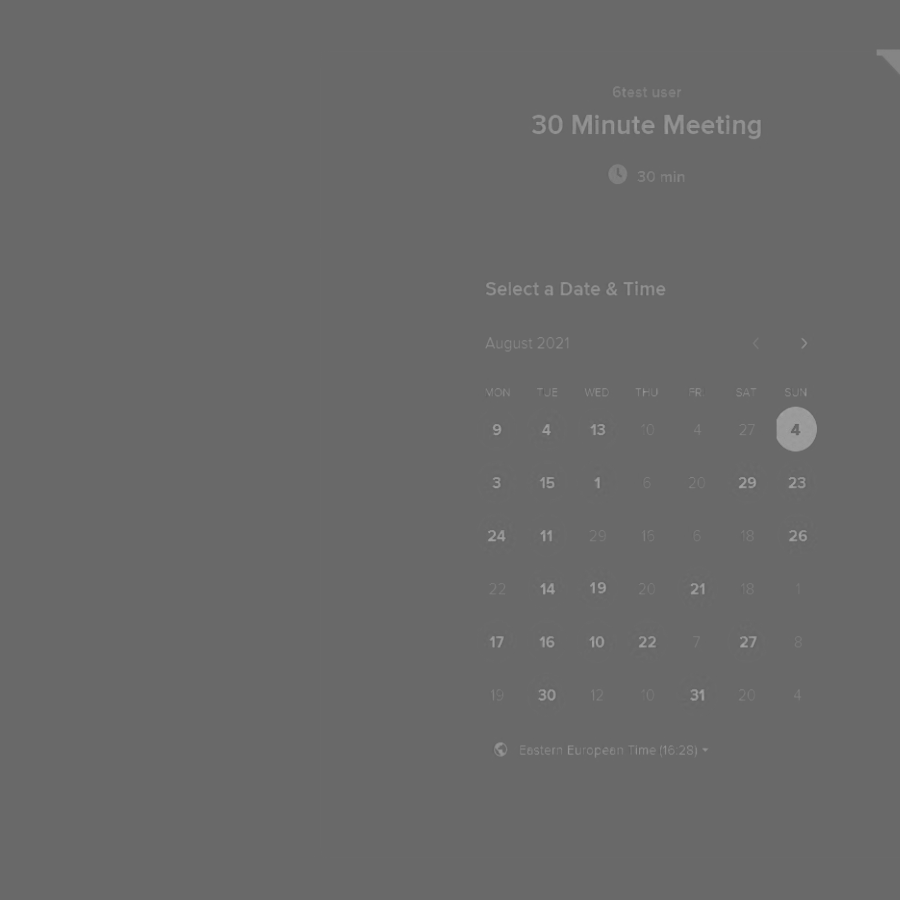 6test user
30 Minute Meeting
30 min
Select a Date & Time
August 2021
MON TUE WED THU FR SAT SUN
9 4 13 10 4 27 4
3 15 1 6 20 29 23
24 11 29 16 6 18 26
22 14 19 20 21 18 1
17 16 10 22 7 27 8
19 30 12 10 31 20 4
Eastern European Time (16:28)